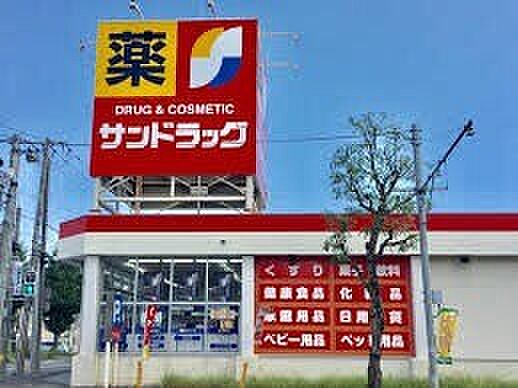 薬
DRUG & COSMETIC
サンドラッグ
くすり 菓子 飲料
健康食品 化粧品
家庭用品 日用雑貨
ベビー用品 ペット用品